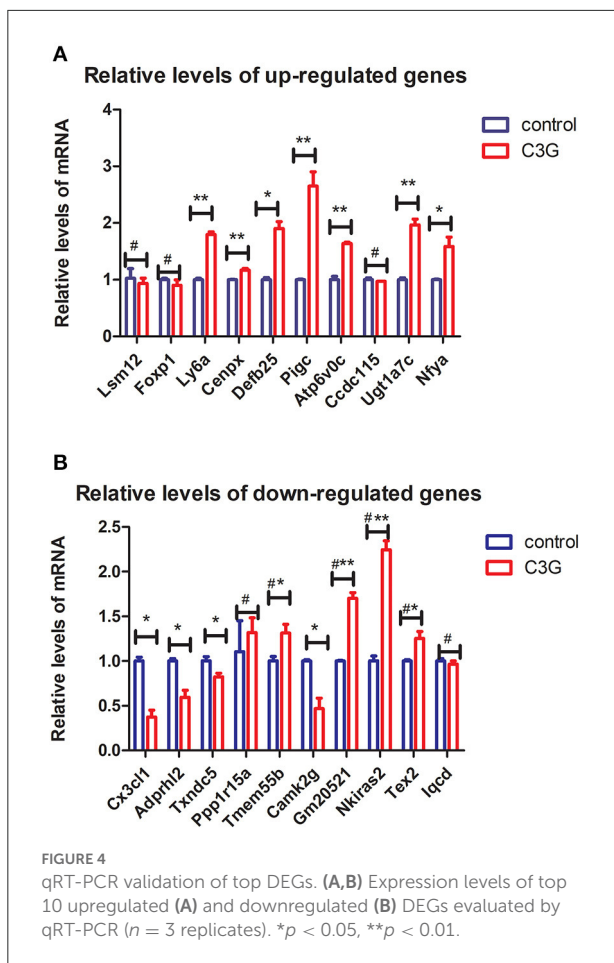 A
Relative levels of up-regulated genes
Relative levels of mRNA
4
3
2
1
0
control
C3G
# # ** ** * ** ** # ** *
Lsm12 Foxp1 Ly6a Cenpx Defb25 Pigc Atp6v0c Ccdc115 Ugt1a7c Nfya
B
Relative levels of down-regulated genes
Relative levels of mRNA
2.5
2.0
1.5
1.0
0.5
0.0
control
C3G
* * * # #* * #** #** #* #
Cx3cl1 Adprhl2 Txndc5 Ppp1r15a Tmem55b Camk2g Gm20521 Nkiras2 Tex2 Iqcd
FIGURE 4
qRT-PCR validation of top DEGs. (A,B) Expression levels of top
10 upregulated (A) and downregulated (B) DEGs evaluated by
qRT-PCR (n = 3 replicates). *p < 0.05, **p < 0.01.